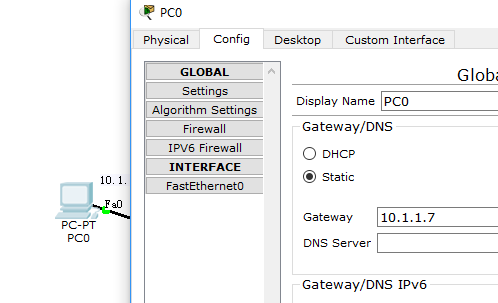 PC0
Physical Config Desktop Custom Interface
GLOBAL
Settings
Algorithm Settings
Firewall
IPV6 Firewall
INTERFACE
FastEthernet0
Globa
Display Name PC0
Gateway/DNS
DHCP
Static
Gateway 10.1.1.7
DNS Server
Gateway/DNS IPv6
10.1.
Fa0
PC-PT
PC0